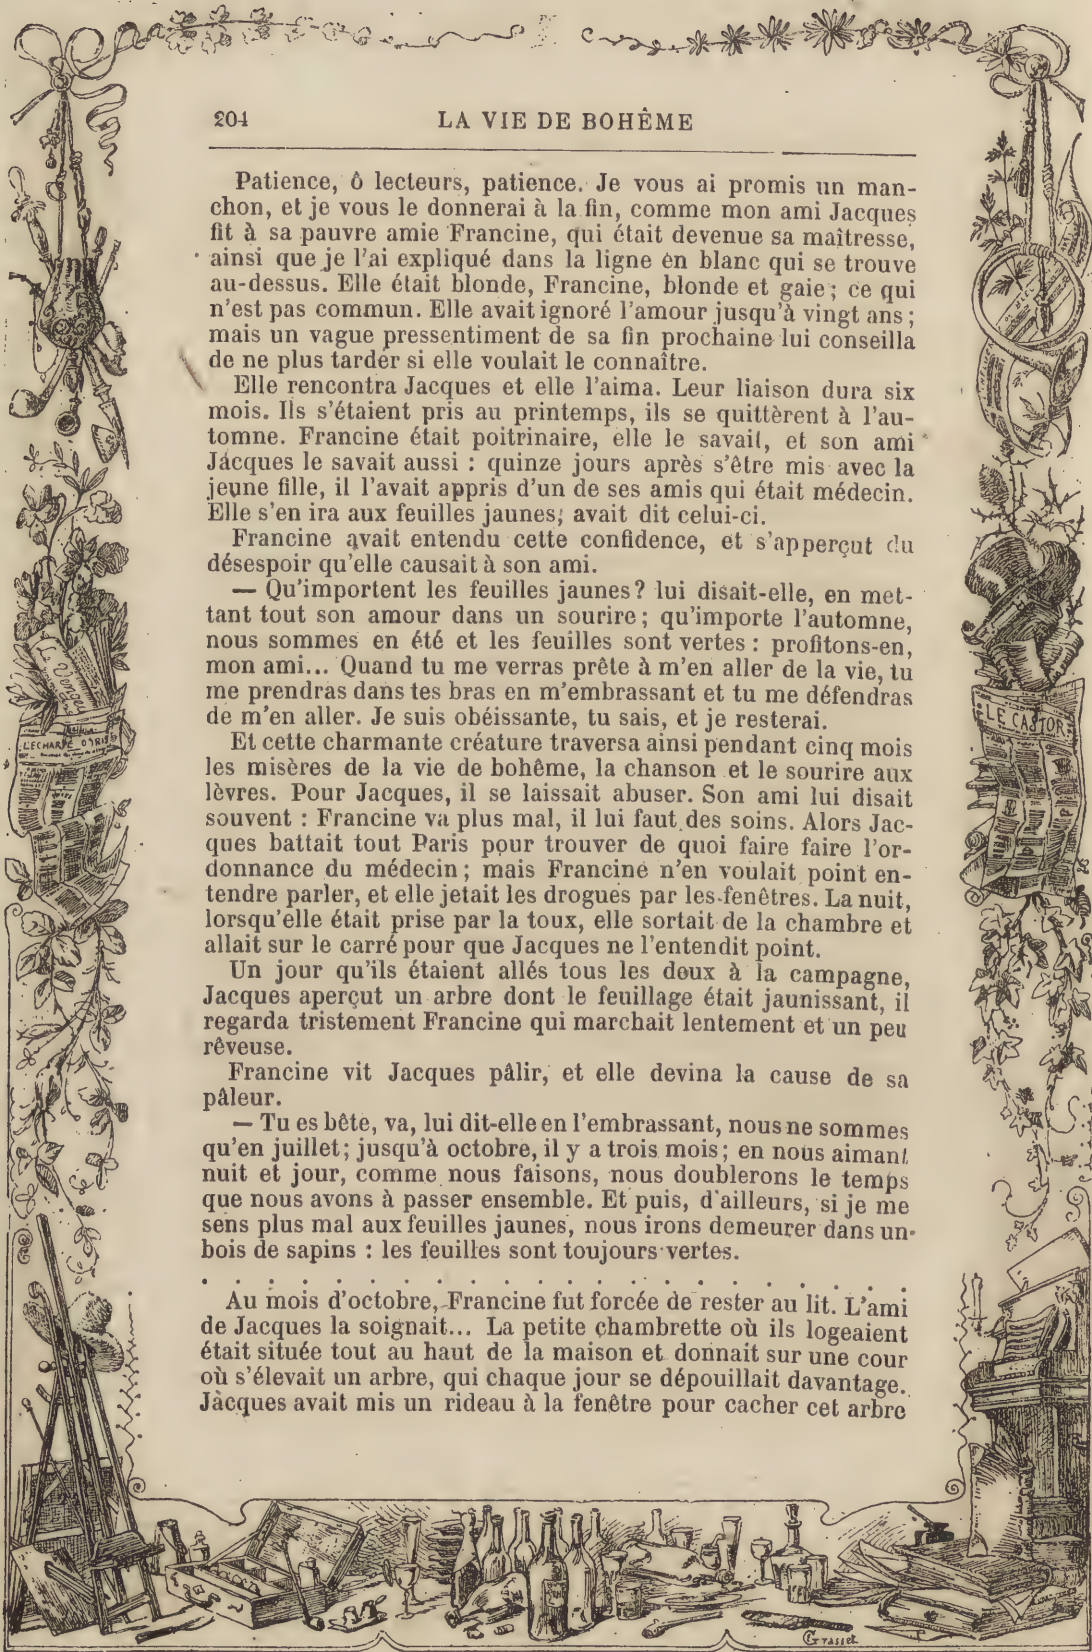 204
LA VIE DE BOHÊME
Patience, ô lecteurs, patience. Je vous ai promis un man-
chon, et je vous le donnerai à la fin, comme mon ami Jacques
fit à sa pauvre amie Francine, qui était devenue sa maîtresse,
ainsi que je l'ai expliqué dans la ligne en blanc qui se trouve
au-dessus. Elle était blonde, Francine, blonde et gaie ; ce qui
n'est pas commun. Elle avait ignoré l'amour jusqu'à vingt ans ;
mais un vague pressentiment de sa fin prochaine lui conseilla
de ne plus tarder si elle voulait le connaître.
Elle rencontra Jacques et elle l'aima. Leur liaison dura six
mois. Ils s'étaient pris au printemps, ils se quittèrent à l'au-
tomne. Francine était poitrinaire, elle le savait, et son ami
Jacques le savait aussi : quinze jours après s'être mis avec la
jeune fille, il l'avait appris d'un de ses amis qui était médecin.
Elle s'en ira aux feuilles jaunes, avait dit celui-ci.
Francine avait entendu cette confidence, et s'apperçut du
désespoir qu'elle causait à son ami.
— Qu'importent les feuilles jaunes ? lui disait-elle, en met-
tant tout son amour dans un sourire ; qu'importe l'automne,
nous sommes en été et les feuilles sont vertes : profitons-en,
mon ami... Quand tu me verras prête à m'en aller de la vie, tu
me prendras dans tes bras en m'embrassant et tu me défendras
de m'en aller. Je suis obéissante, tu sais, et je resterai.
Et cette charmante créature traversa ainsi pendant cinq mois
les misères de la vie de bohême, la chanson et le sourire aux
lèvres. Pour Jacques, il se laissait abuser. Son ami lui disait
souvent : Francine va plus mal, il lui faut des soins. Alors Jac-
ques battait tout Paris pour trouver de quoi faire faire l'or-
donnance du médecin ; mais Francine n'en voulait point en-
tendre parler, et elle jetait les drogues par les fenêtres. La nuit,
lorsqu'elle était prise par la toux, elle sortait de la chambre et
allait sur le carré pour que Jacques ne l'entendit point.
Un jour qu'ils étaient allés tous les deux à la campagne,
Jacques aperçut un arbre dont le feuillage était jaunissant, il
regarda tristement Francine qui marchait lentement et un peu
rêveuse.
Francine vit Jacques pâlir, et elle devina la cause de sa
pâleur.
— Tu es bête, va, lui dit-elle en l'embrassant, nous ne sommes
qu'en juillet ; jusqu'à octobre, il y a trois mois ; en nous aimant
nuit et jour, comme nous faisons, nous doublerons le temps
que nous avons à passer ensemble. Et puis, d'ailleurs, si je me
sens plus mal aux feuilles jaunes, nous irons demeurer dans un
bois de sapins : les feuilles sont toujours vertes.
. . . . . . . . . . . . . . . . . . . . . .
Au mois d'octobre, Francine fut forcée de rester au lit. L'ami
de Jacques la soignait... La petite chambrette où ils logeaient
était située tout au haut de la maison et donnait sur une cour
où s'élevait un arbre, qui chaque jour se dépouillait davantage.
Jacques avait mis un rideau à la fenêtre pour cacher cet arbre
L'ÉCHARPE D'IRIS
LE CASTOR
Grasset